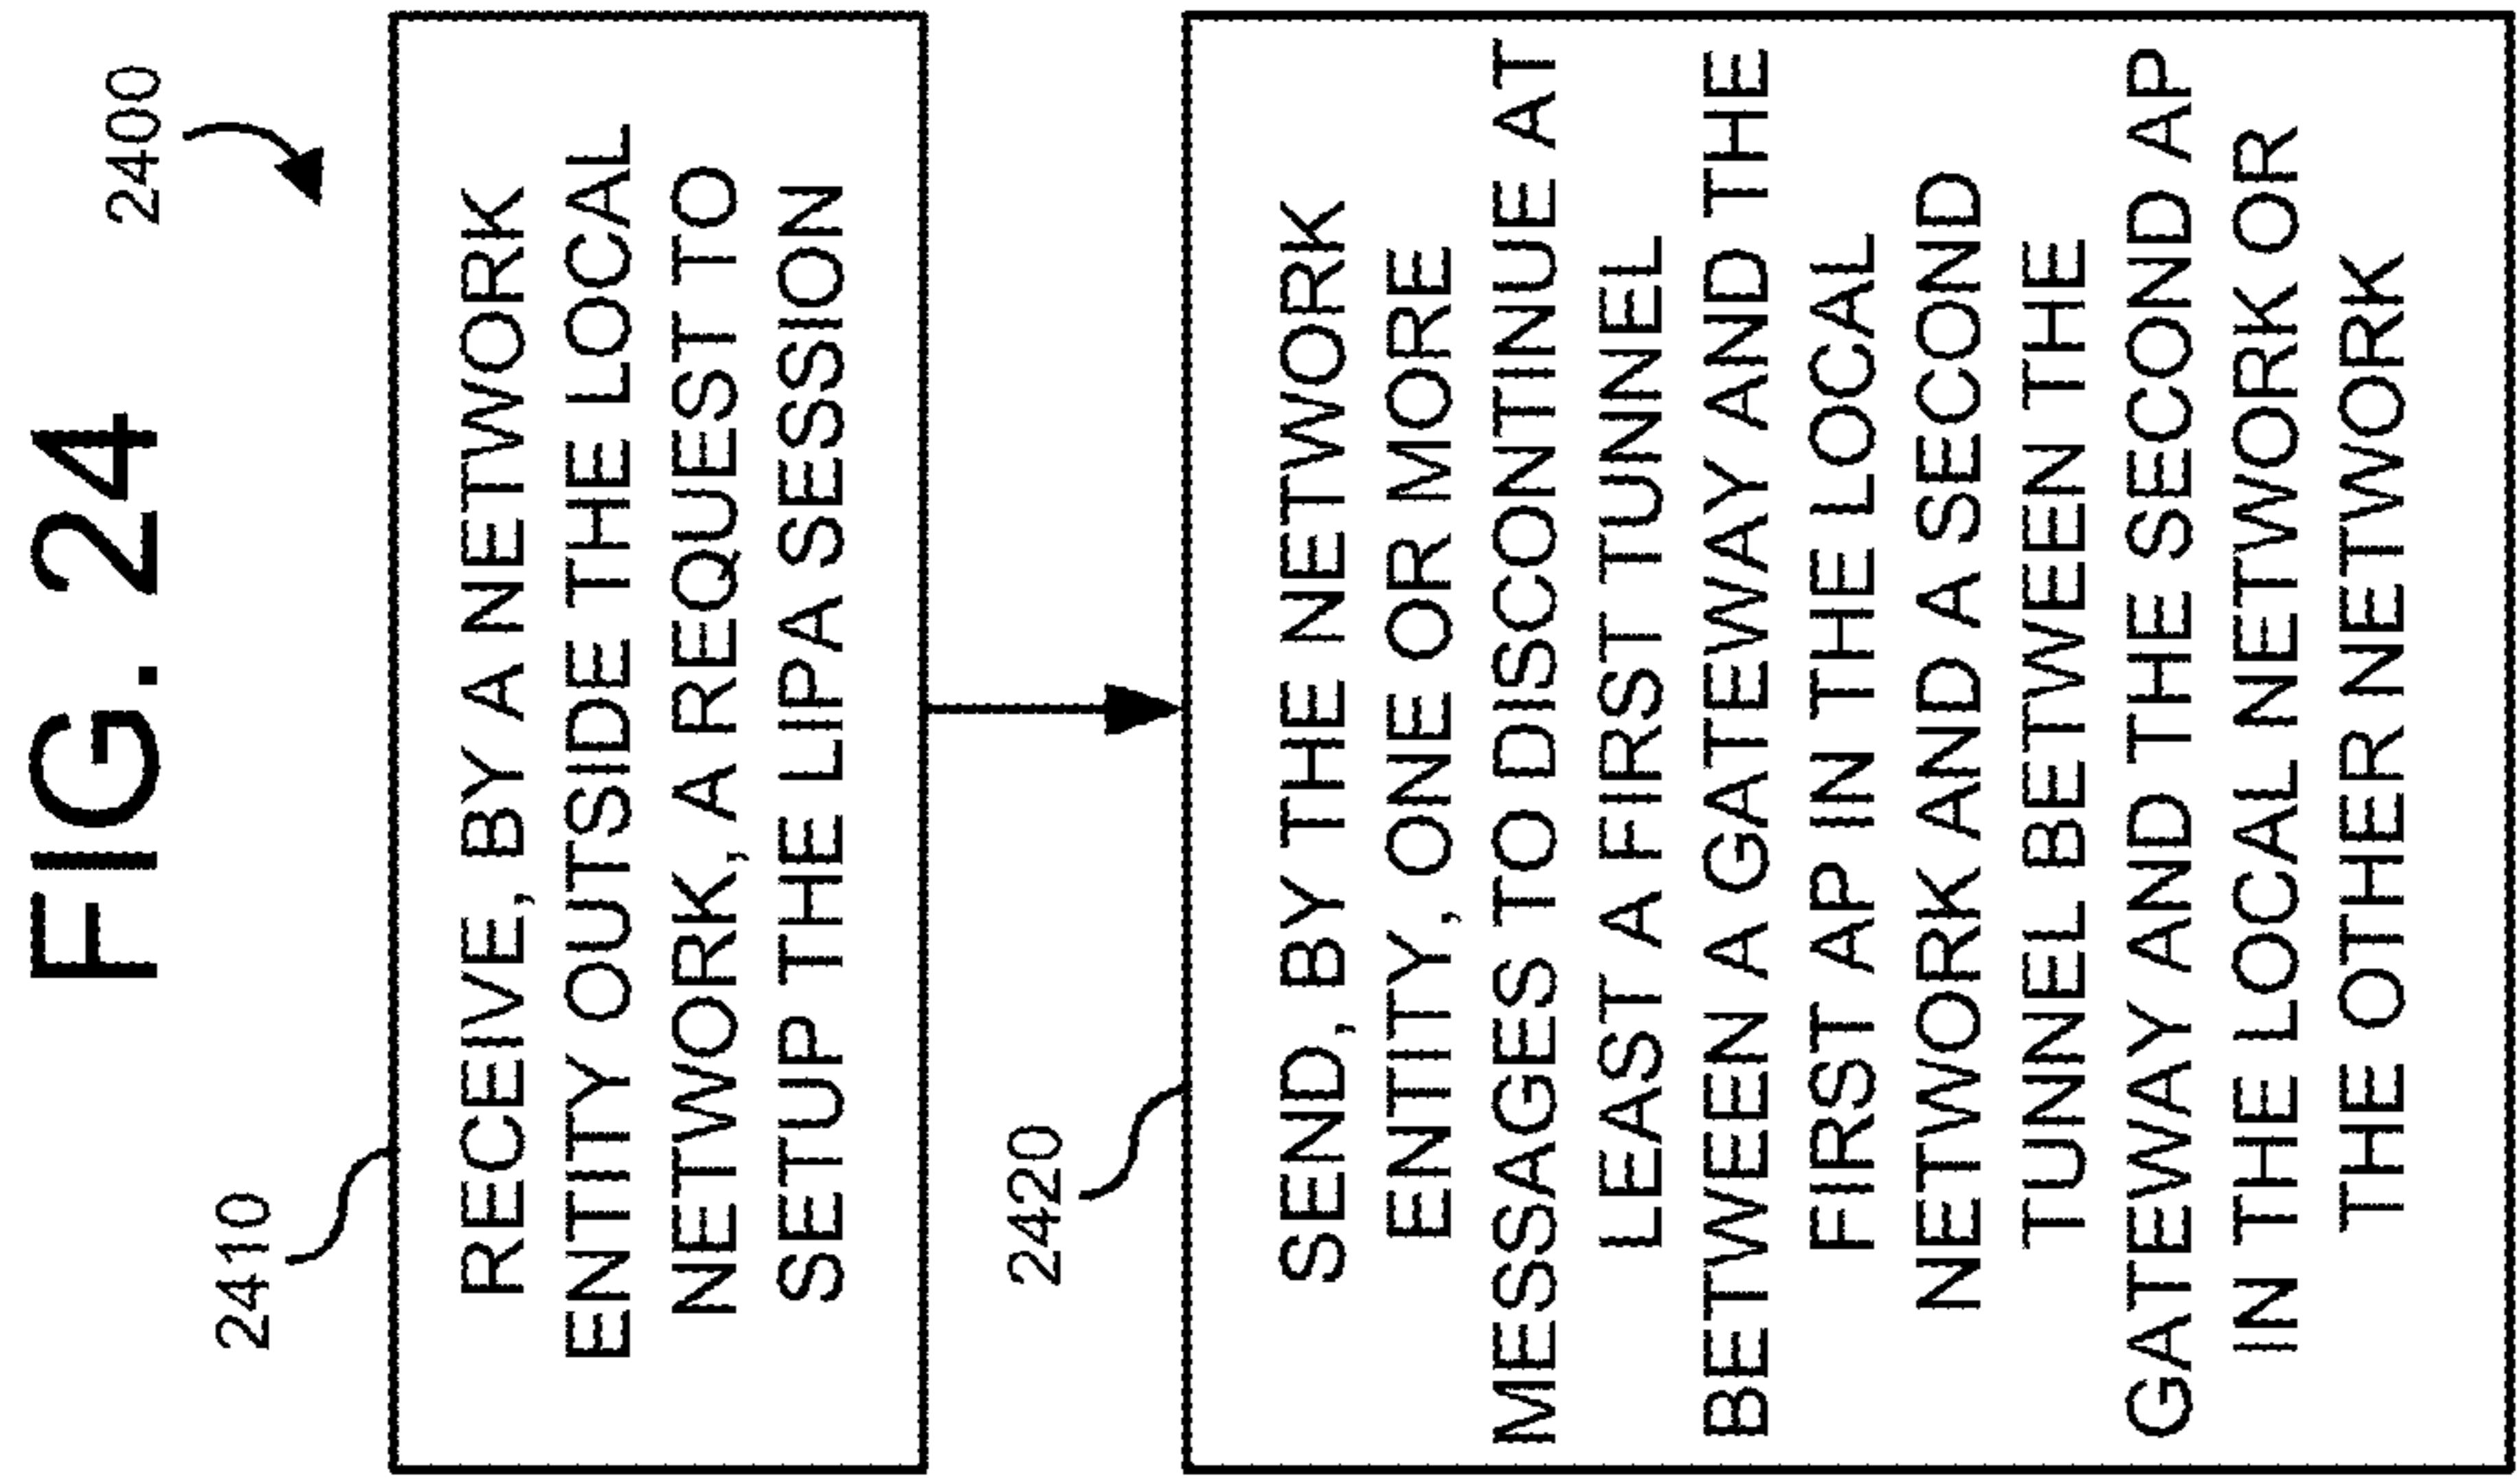 FIG. 24
2400
2410
RECEIVE, BY A NETWORK
ENTITY OUTSIDE THE LOCAL
NETWORK, A REQUEST TO
SETUP THE LIPA SESSION
2420
SEND, BY THE NETWORK
ENTITY, ONE OR MORE
MESSAGES TO DISCONTINUE AT
LEAST A FIRST TUNNEL
BETWEEN A GATEWAY AND THE
FIRST AP IN THE LOCAL
NETWORK AND A SECOND
TUNNEL BETWEEN THE
GATEWAY AND THE SECOND AP
IN THE LOCAL NETWORK OR
THE OTHER NETWORK